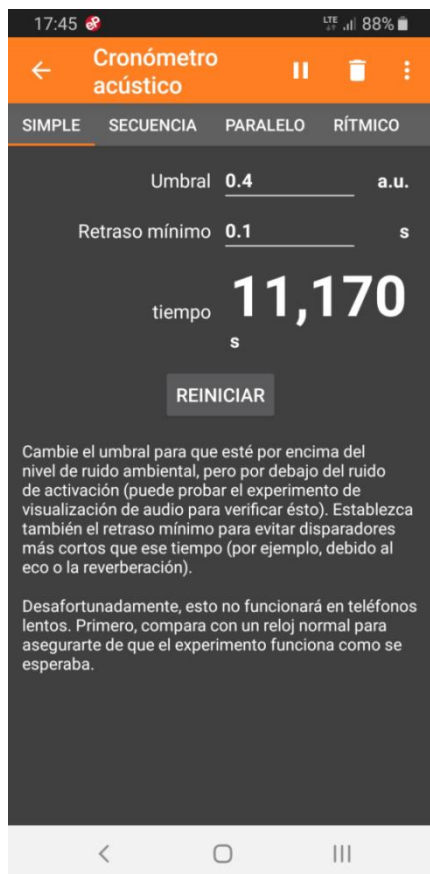 17:45 LTE 88%
Cronómetro
acústico
SIMPLE SECUENCIA PARALELO RÍTMICO
Umbral 0.4 a.u.
Retraso mínimo 0.1 s
tiempo 11,170
s
REINICIAR
Cambie el umbral para que esté por encima del
nivel de ruido ambiental, pero por debajo del ruido
de activación (puede probar el experimento de
visualización de audio para verificar ésto). Establezca
también el retraso mínimo para evitar disparadores
más cortos que ese tiempo (por ejemplo, debido al
eco o la reverberación).
Desafortunadamente, esto no funcionará en teléfonos
lentos. Primero, compara con un reloj normal para
asegurarte de que el experimento funciona como se
esperaba.